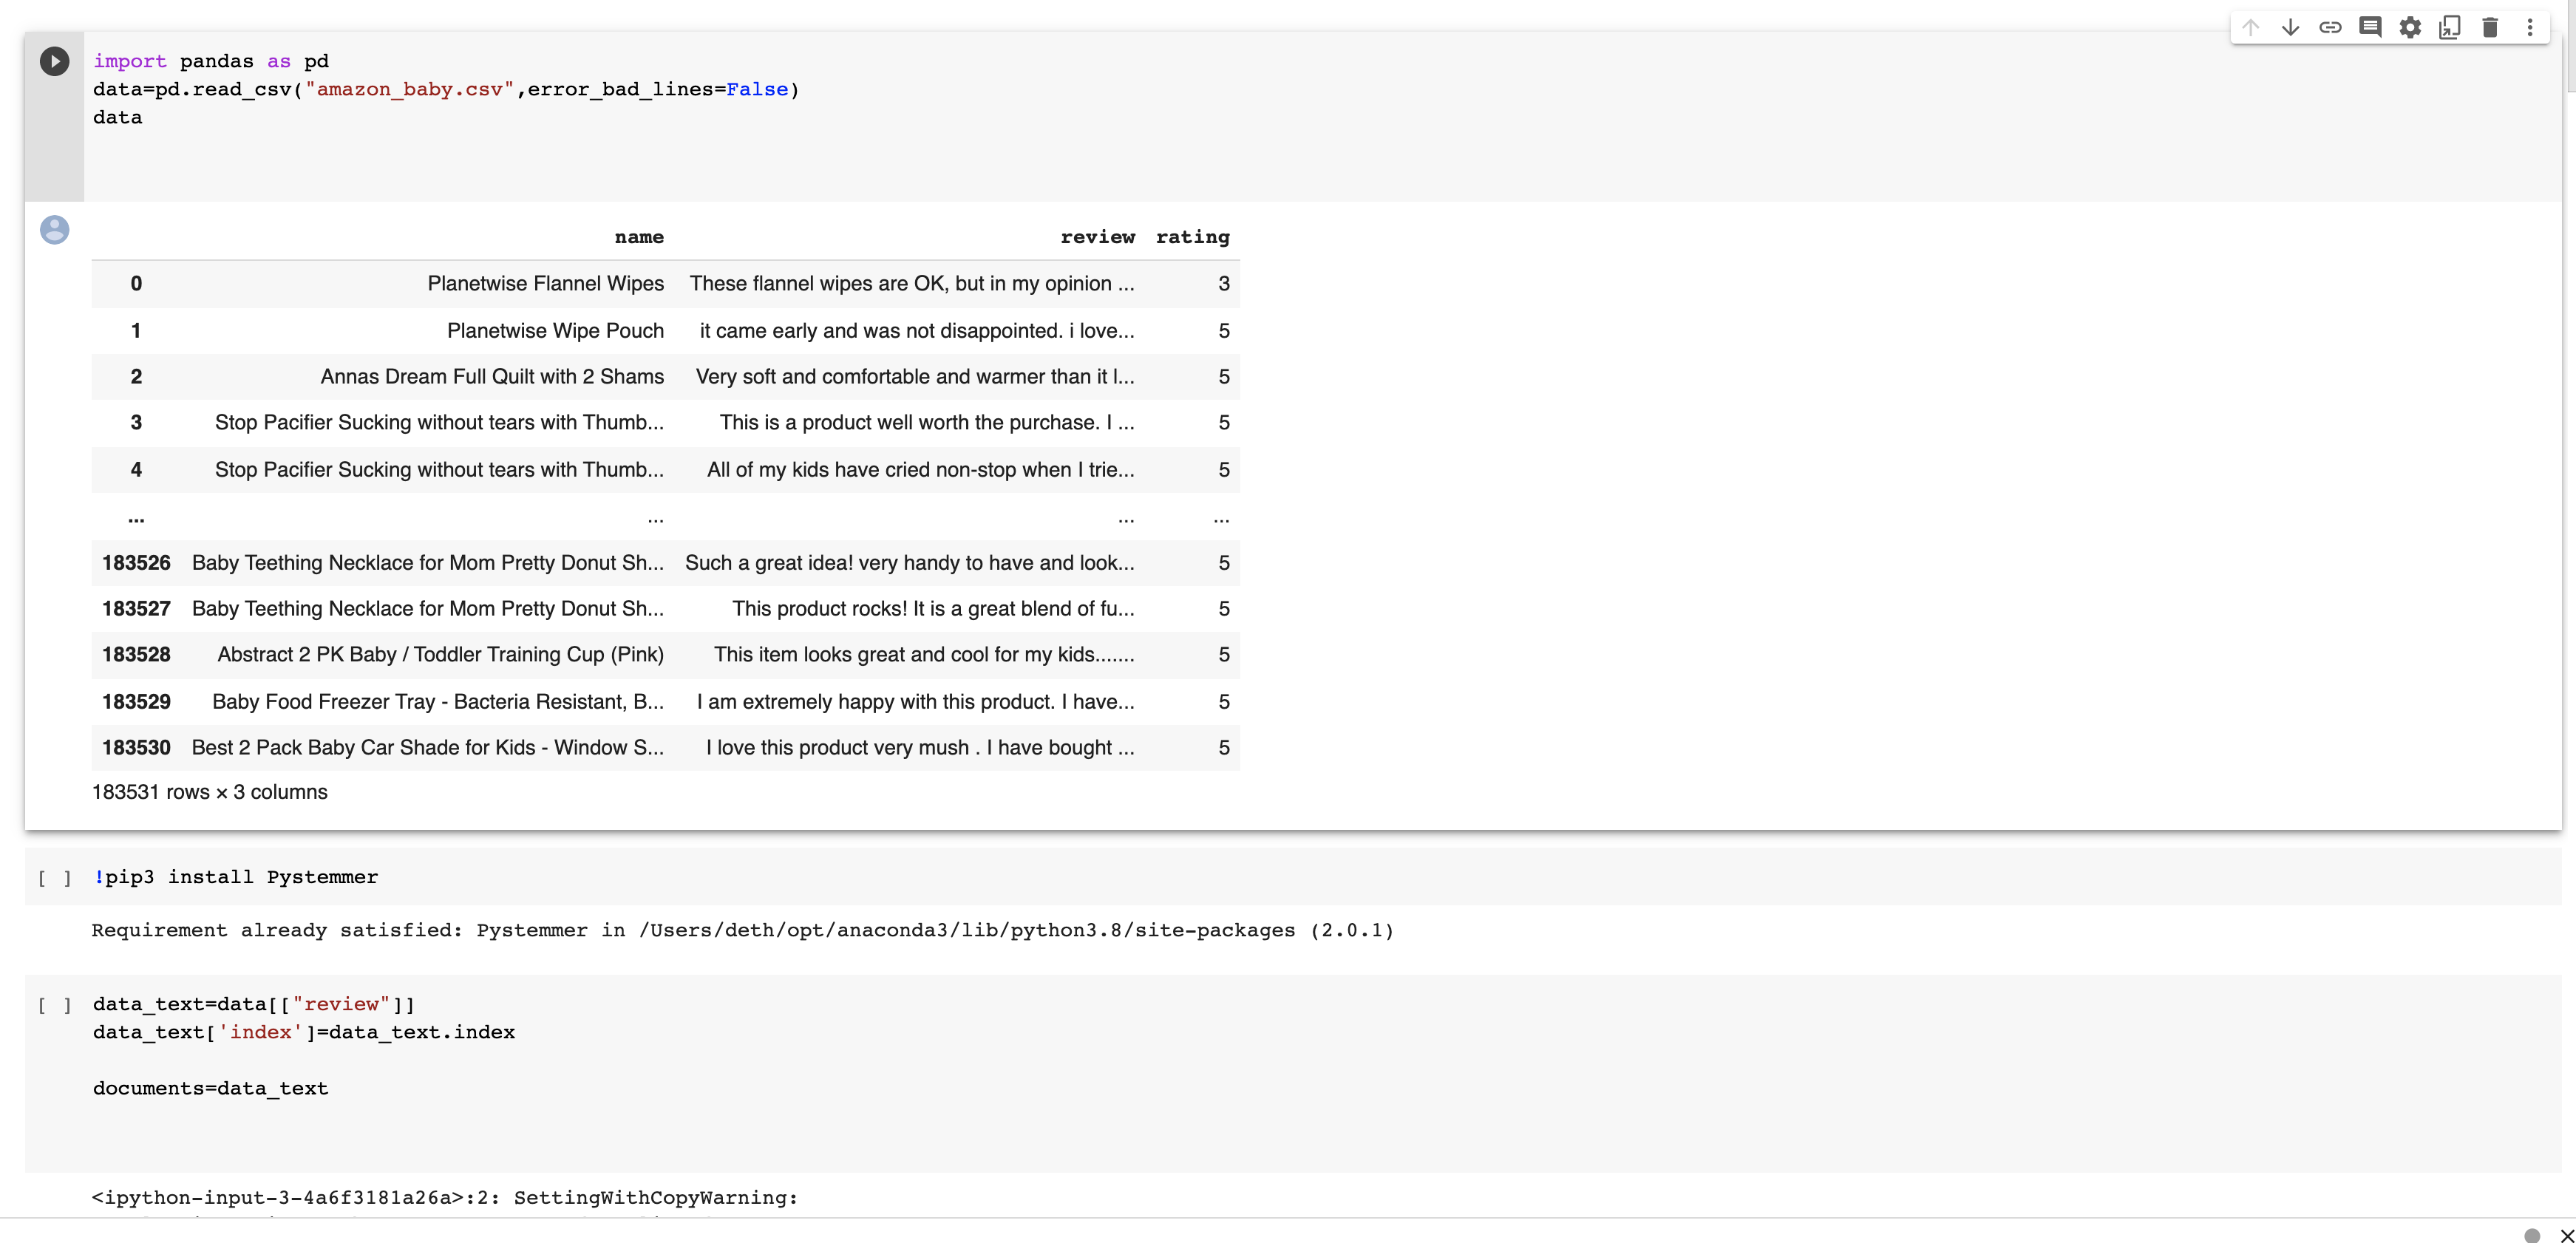 import pandas as pd
data=pd.read_csv("amazon_baby.csv",error_bad_lines=False)
data
name review rating
0 Planetwise Flannel Wipes These flannel wipes are OK, but in my opinion ... 3
1 Planetwise Wipe Pouch it came early and was not disappointed. i love... 5
2 Annas Dream Full Quilt with 2 Shams Very soft and comfortable and warmer than it l... 5
3 Stop Pacifier Sucking without tears with Thumb... This is a product well worth the purchase. I ... 5
4 Stop Pacifier Sucking without tears with Thumb... All of my kids have cried non-stop when I trie... 5
... ... ... ...
183526 Baby Teething Necklace for Mom Pretty Donut Sh... Such a great idea! very handy to have and look... 5
183527 Baby Teething Necklace for Mom Pretty Donut Sh... This product rocks! It is a great blend of fu... 5
183528 Abstract 2 PK Baby / Toddler Training Cup (Pink) This item looks great and cool for my kids....... 5
183529 Baby Food Freezer Tray - Bacteria Resistant, B... I am extremely happy with this product. I have... 5
183530 Best 2 Pack Baby Car Shade for Kids - Window S... I love this product very mush . I have bought ... 5
183531 rows × 3 columns
[ ] !pip3 install Pystemmer
Requirement already satisfied: Pystemmer in /Users/deth/opt/anaconda3/lib/python3.8/site-packages (2.0.1)
[ ] data_text=data[["review"]]
data_text['index']=data_text.index
documents=data_text
<ipython-input-3-4a6f3181a26a>:2: SettingWithCopyWarning: